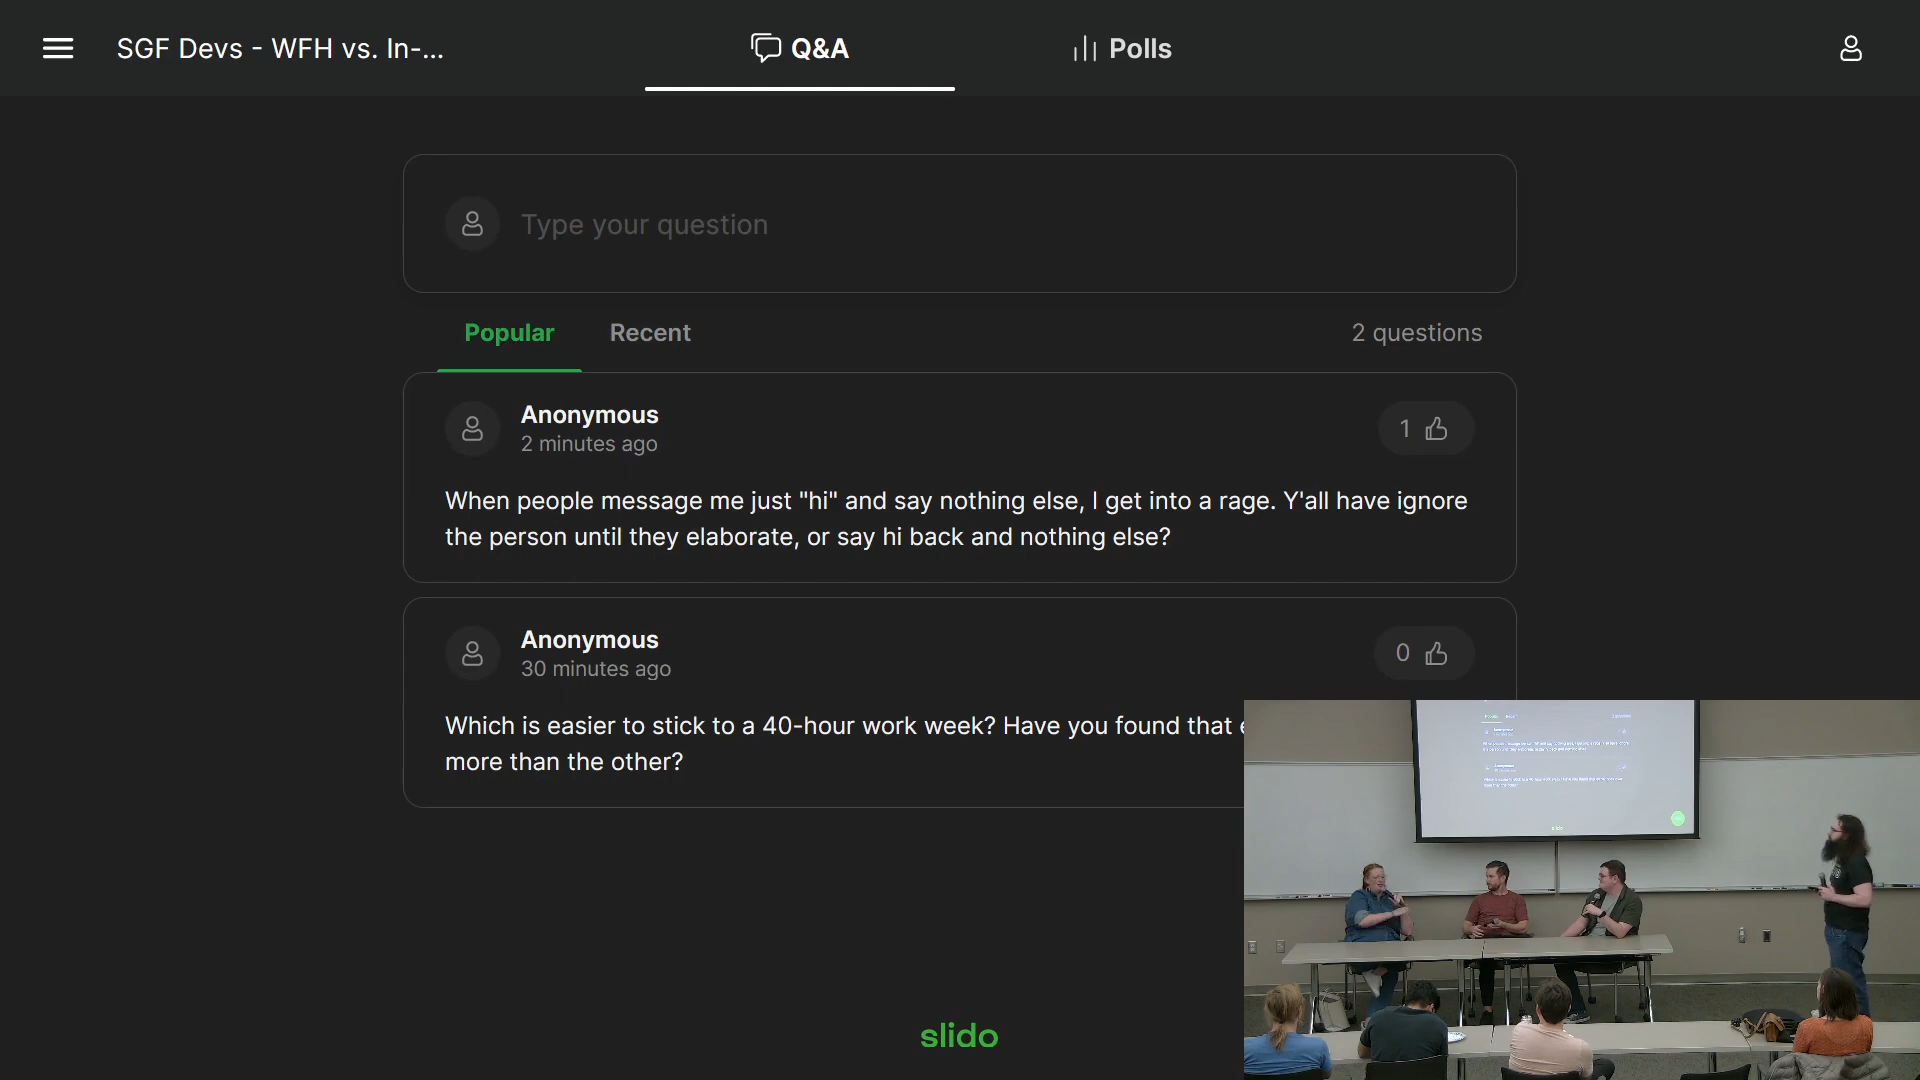 SGF Devs - WFH vs. In-...
Q&A
Polls
Type your question
Popular
Recent
2 questions
Anonymous
2 minutes ago
1
When people message me just "hi" and say nothing else, I get into a rage. Y'all have ignore
the person until they elaborate, or say hi back and nothing else?
Anonymous
30 minutes ago
0
Which is easier to stick to a 40-hour work week? Have you found that
more than the other?
slido